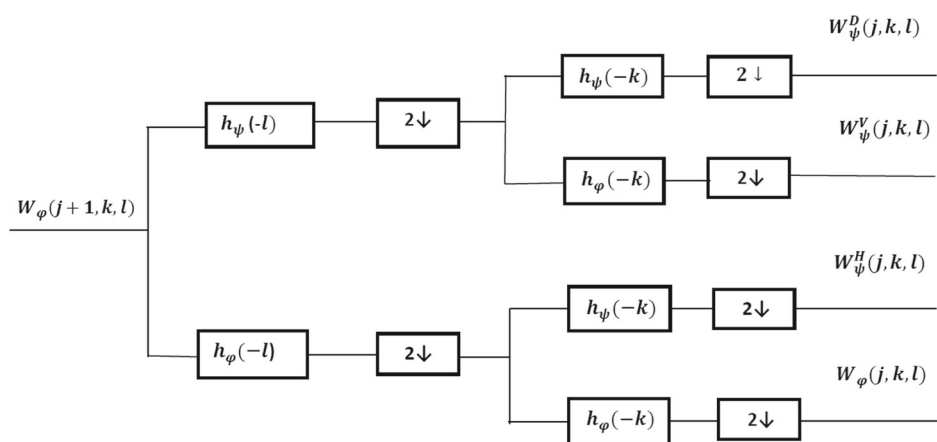 W_ψ^D(j,k,l)
h_ψ(−k) 2 ↓
h_ψ(-l) 2↓
W_ψ^V(j,k,l)
h_φ(−k) 2↓
W_φ(j + 1, k, l)
W_ψ^H(j,k,l)
h_ψ(−k) 2↓
h_φ(−l) 2↓
W_φ(j,k,l)
h_φ(−k) 2↓